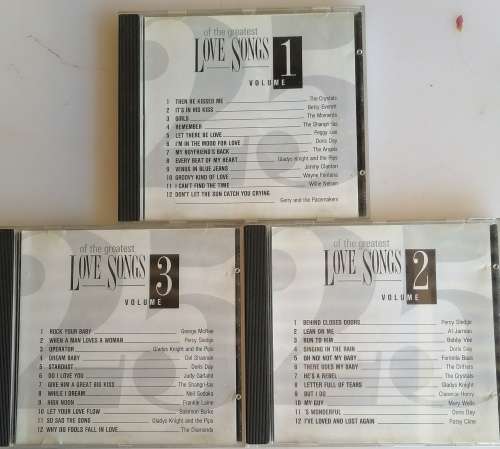 25
of the greatest
LOVE SONGS 1
VOLUME
1 THEN HE KISSED ME The Crystals
2 IT'S IN HIS KISS Betty Everett
3 GIRLS The Moments
4 REMEMBER The Shangri-las
5 LET THERE BE LOVE Peggy Lee
6 I'M IN THE MOOD FOR LOVE Doris Day
7 MY BOYFRIEND'S BACK The Angels
8 EVERY BEAT OF MY HEART Gladys Knight and the Pips
9 VENUS IN BLUE JEANS Jimmy Clanton
10 GROOVY KIND OF LOVE Wayne Fontana
11 I CAN'T FIND THE TIME Willie Nelson
12 DON'T LET THE SUN CATCH YOU CRYING
Gerry and the Pacemakers
25
of the greatest
LOVE SONGS 3
VOLUME
1 ROCK YOUR BABY George McRae
2 WHEN A MAN LOVES A WOMAN Percy Sledge
3 OPERATOR Gladys Knight and the Pips
4 DREAM BABY Del Shannon
5 STARDUST Doris Day
6 DO I LOVE YOU Judy Garland
7 GIVE HIM A GREAT BIG KISS The Shangri-las
8 WHILE I DREAM Neil Sedaka
9 HIGH NOON Frankie Laine
10 LET YOUR LOVE FLOW Solomon Burke
11 SO SAD THE SONG Gladys Knight and the Pips
12 WHY DO FOOLS FALL IN LOVE The Diamonds
25
of the greatest
LOVE SONGS 2
VOLUME
1 BEHIND CLOSED DOORS Percy Sledge
2 LEAN ON ME Al Jarreau
3 RUN TO HIM Bobby Vee
4 SINGING IN THE RAIN Doris Day
5 OH NO! NOT MY BABY Fontella Bass
6 THERE GOES MY BABY The Drifters
7 HE'S A REBEL The Crystals
8 LETTER FULL OF TEARS Gladys Knight
9 BUT I DO Clarence Henry
10 MY GUY Mary Wells
11 'S WONDERFUL Doris Day
12 I'VE LOVED AND LOST AGAIN Patsy Cline